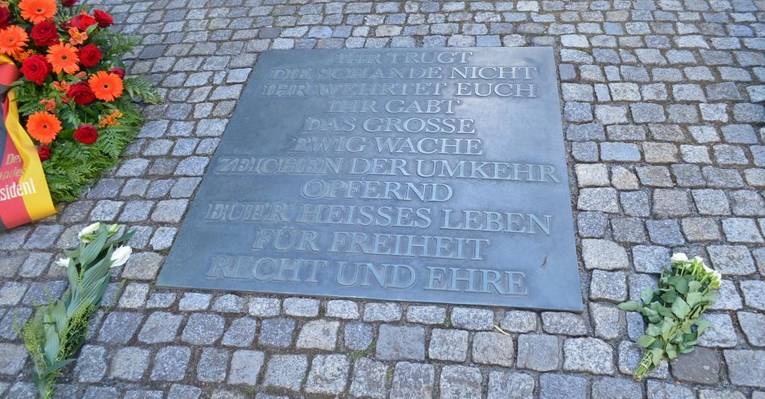 IHR TRUGT
DIE SCHANDE NICHT
IHR WEHRTET EUCH
IHR GABT
DAS GROSSE
EWIG WACHE
ZEICHEN DER UMKEHR
OPFERND
EUER HEISSES LEBEN
FÜR FREIHEIT
RECHT UND EHRE
Der
sident